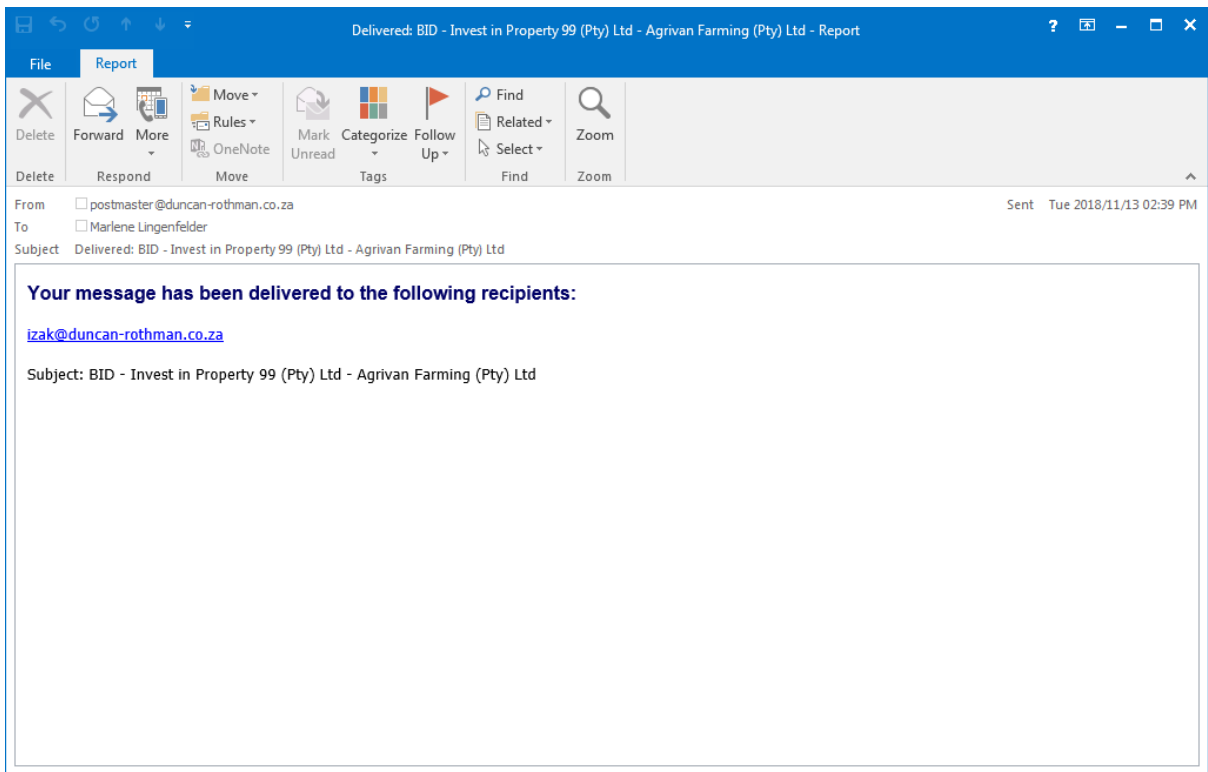 Delivered: BID - Invest in Property 99 (Pty) Ltd - Agrivan Farming (Pty) Ltd - Report
File Report
Delete
Forward
More
Move
Rules
OneNote
Mark Unread
Categorize
Follow Up
Find
Related
Select
Zoom
Delete Respond Move Tags Find Zoom
From postmaster@duncan-rothman.co.za Sent Tue 2018/11/13 02:39 PM
To Marlene Lingenfelder
Subject Delivered: BID - Invest in Property 99 (Pty) Ltd - Agrivan Farming (Pty) Ltd
Your message has been delivered to the following recipients:
izak@duncan-rothman.co.za
Subject: BID - Invest in Property 99 (Pty) Ltd - Agrivan Farming (Pty) Ltd